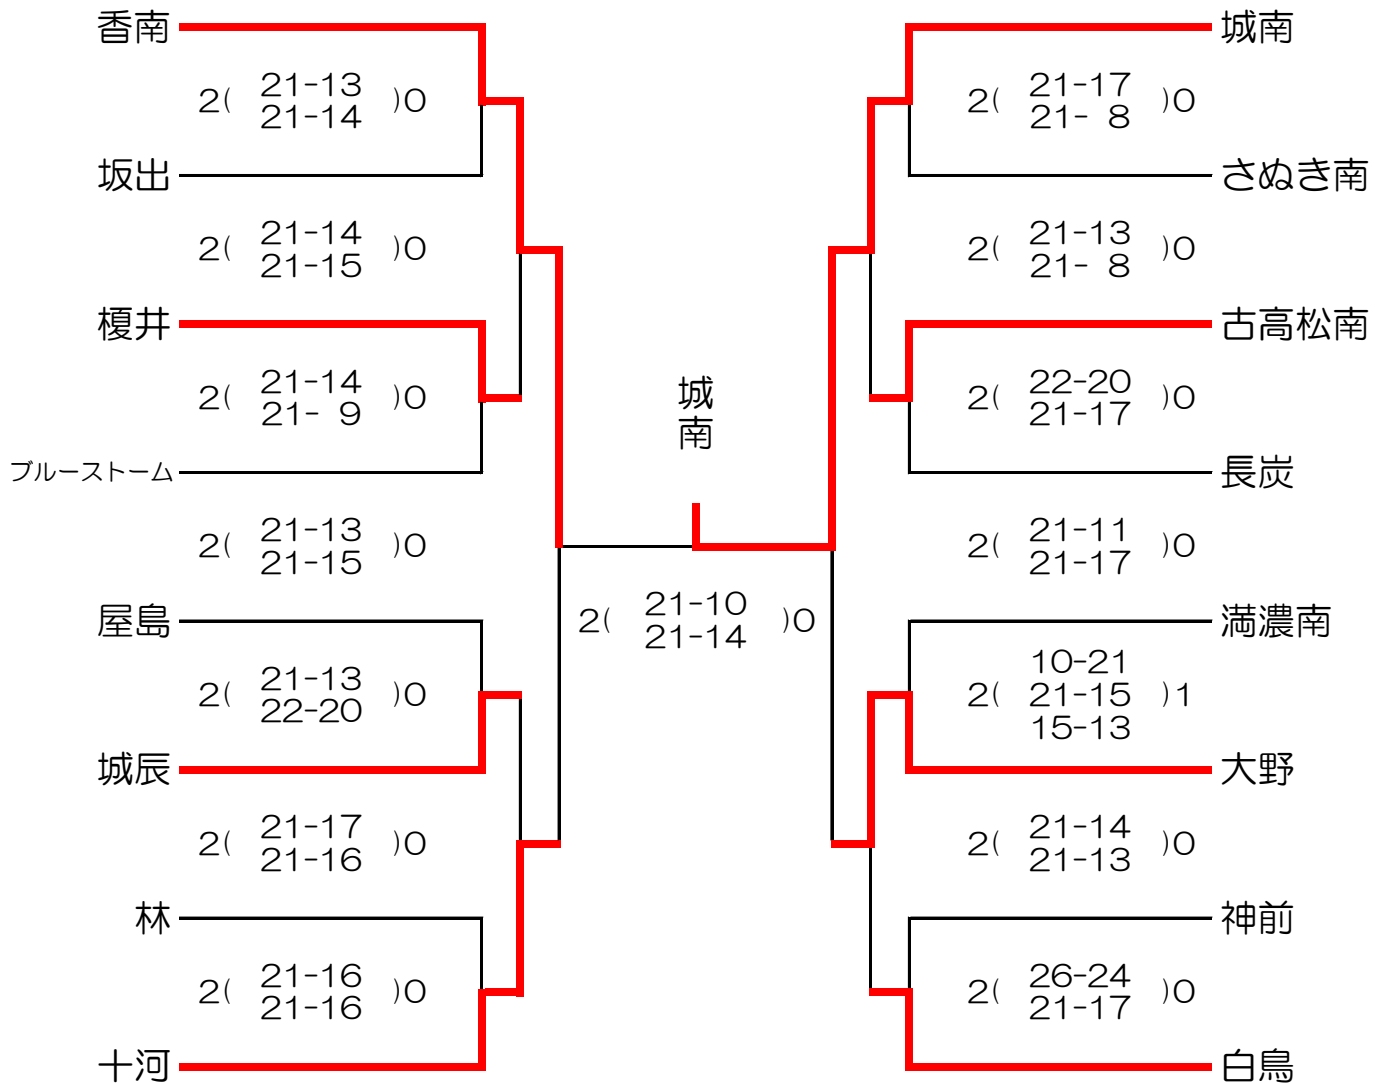 香南
2( 21-13 )0
21-14
坂出
2( 21-14 )0
21-15
榎井
2( 21-14 )0
21- 9
ブルーストーム
2( 21-13 )0
21-15
屋島
2( 21-13 )0
22-20
城辰
2( 21-17 )0
21-16
林
2( 21-16 )0
21-16
十河
城南
2( 21-10 )0
21-14
城南
2( 21-17 )0
21- 8
さぬき南
2( 21-13 )0
21- 8
古高松南
2( 22-20 )0
21-17
長炭
2( 21-11 )0
21-17
満濃南
10-21
2( 21-15 )1
15-13
大野
2( 21-14 )0
21-13
神前
2( 26-24 )0
21-17
白鳥